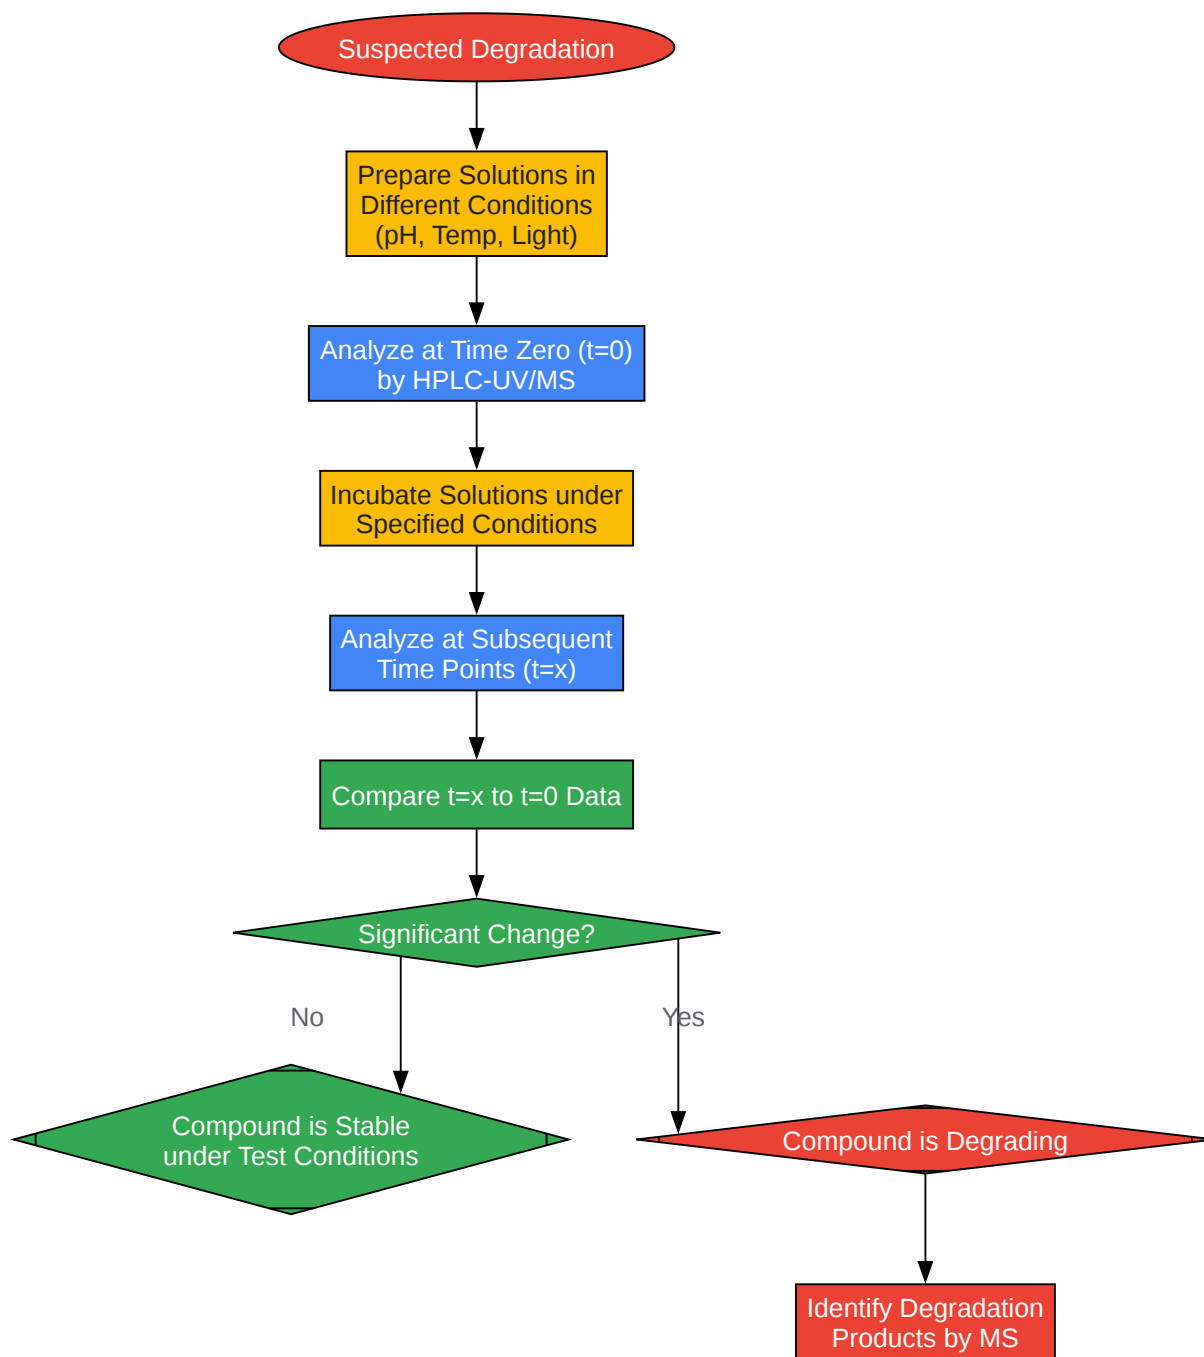 Suspected Degradation
Prepare Solutions in
Different Conditions
(pH, Temp, Light)
Analyze at Time Zero (t=0)
by HPLC-UV/MS
Incubate Solutions under
Specified Conditions
Analyze at Subsequent
Time Points (t=x)
Compare t=x to t=0 Data
Significant Change?
No
Yes
Compound is Stable
under Test Conditions
Compound is Degrading
Identify Degradation
Products by MS